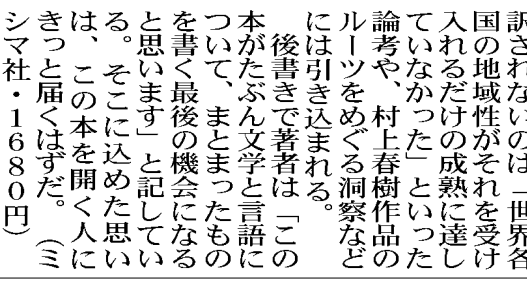 訳されないのは「世界各
国の地域性がそれを受け
入れるだけの成熟に達し
ていなかった」といった
論考や、村上春樹作品の
ルーツをめぐる洞察など
には引き込まれる。
後書きで著者は「この
本がたぶん文学と言語に
ついて、まとまったもの
を書く最後の機会になる
と思います」と記してい
る。そこに込めた思い
は、この本を開く人に
きっと届くはずだ。（ミ
シマ社・１６８０円）